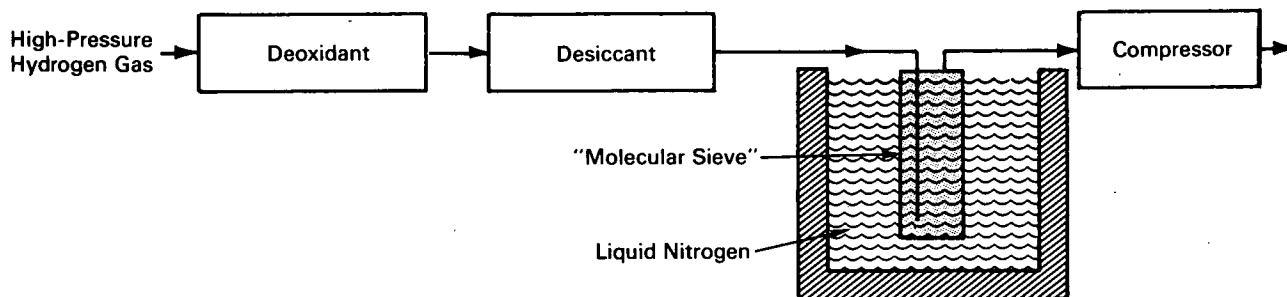 High-Pressure
Hydrogen Gas
Deoxidant
Desiccant
Compressor
"Molecular Sieve"
Liquid Nitrogen